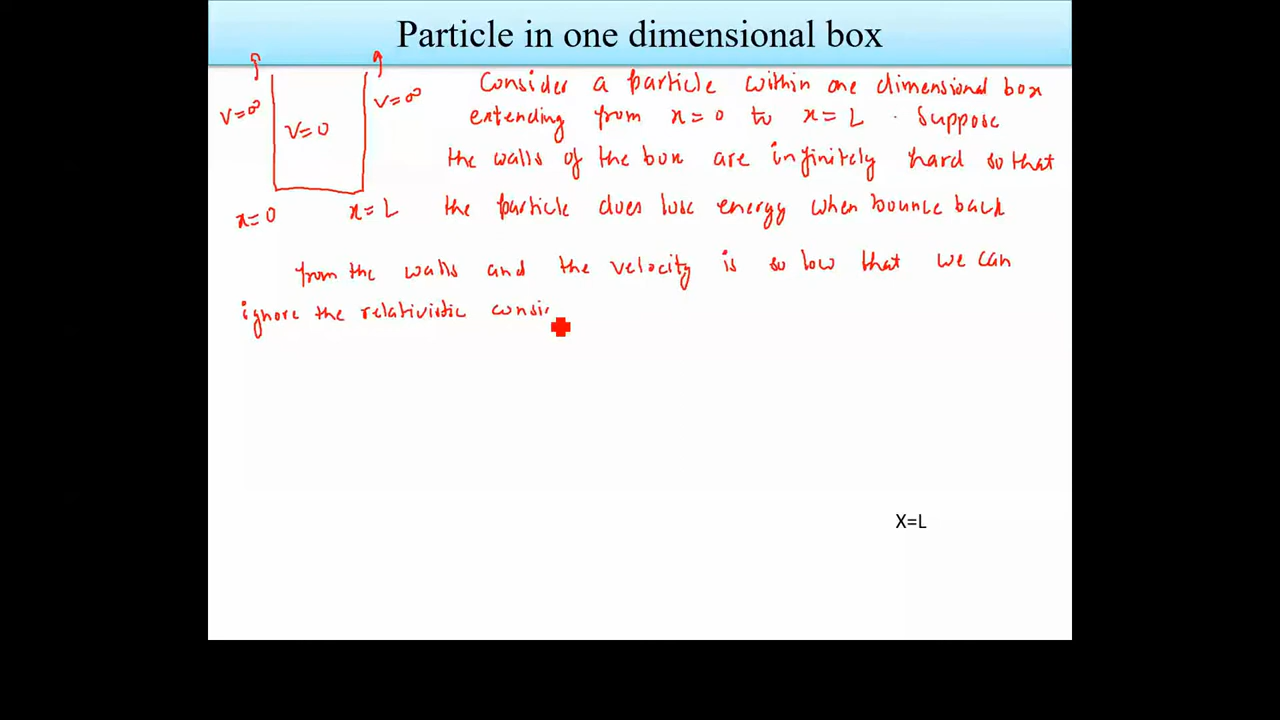 Particle in one dimensional box
V=∞
V=0
V=∞
x=0
x=L
Consider a particle within one dimensional box
extending from x=0 to x=L . Suppose
the walls of the box are infinitely hard so that
the particle does lose energy when bounce back
from the walls and the velocity is so low that we can
ignore the relativistic consi
X=L